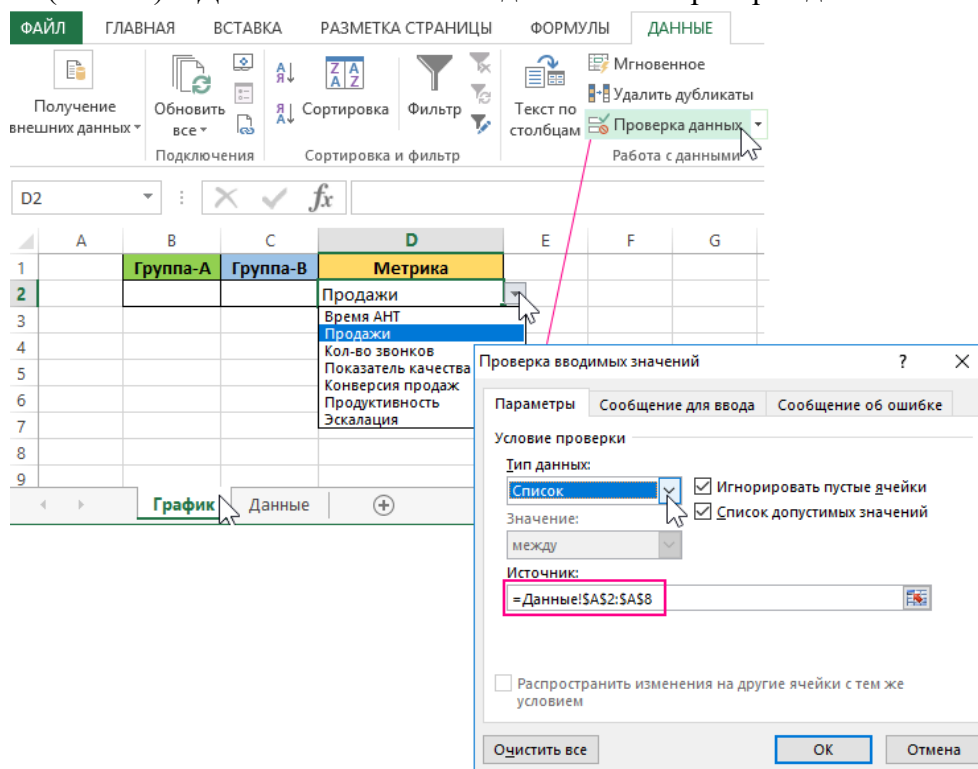 ФАЙЛ ГЛАВНАЯ ВСТАВКА РАЗМЕТКА СТРАНИЦЫ ФОРМУЛЫ ДАННЫЕ
Получение
внешних данных
Обновить
все
Подключения
Сортировка
Фильтр
Сортировка и фильтр
Текст по
столбцам
Мгновенное
Удалить дубликаты
Проверка данных
Работа с данными
D2
fx
A B C D E F G
1 Группа-А Группа-В Метрика
2 Продажи
3 Время АНТ
Продажи
4 Кол-во звонков
5 Показатель качества
Конверсия продаж
6 Продуктивность
7 Эскалация
8
9
График Данные
Проверка вводимых значений ? X
Параметры Сообщение для ввода Сообщение об ошибке
Условие проверки
Тип данных:
Список
Игнорировать пустые ячейки
Список допустимых значений
Значение:
между
Источник:
=Данные!$A$2:$A$8
Распространить изменения на другие ячейки с тем же
условием
Очистить все ОК Отмена